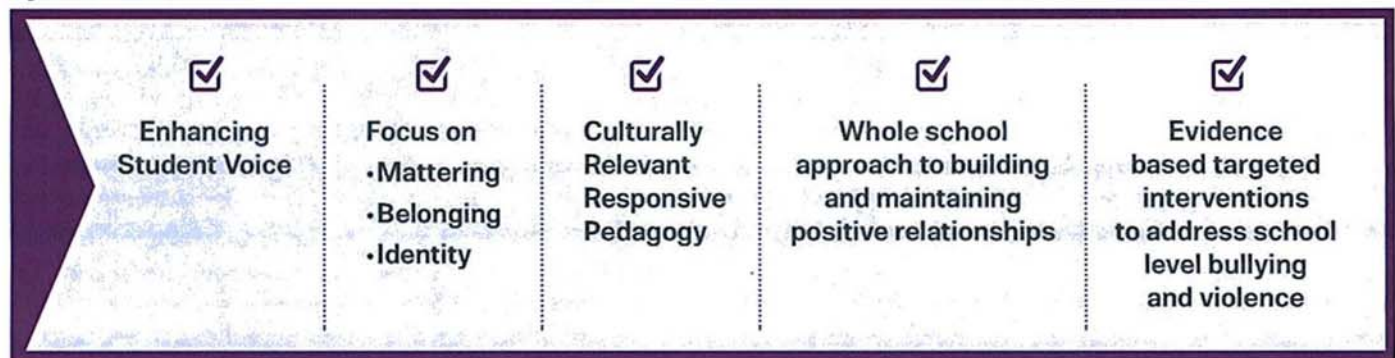 Enhancing
Student Voice
Focus on
•Mattering
•Belonging
•Identity
Culturally
Relevant
Responsive
Pedagogy
Whole school
approach to building
and maintaining
positive relationships
Evidence
based targeted
interventions
to address school
level bullying
and violence